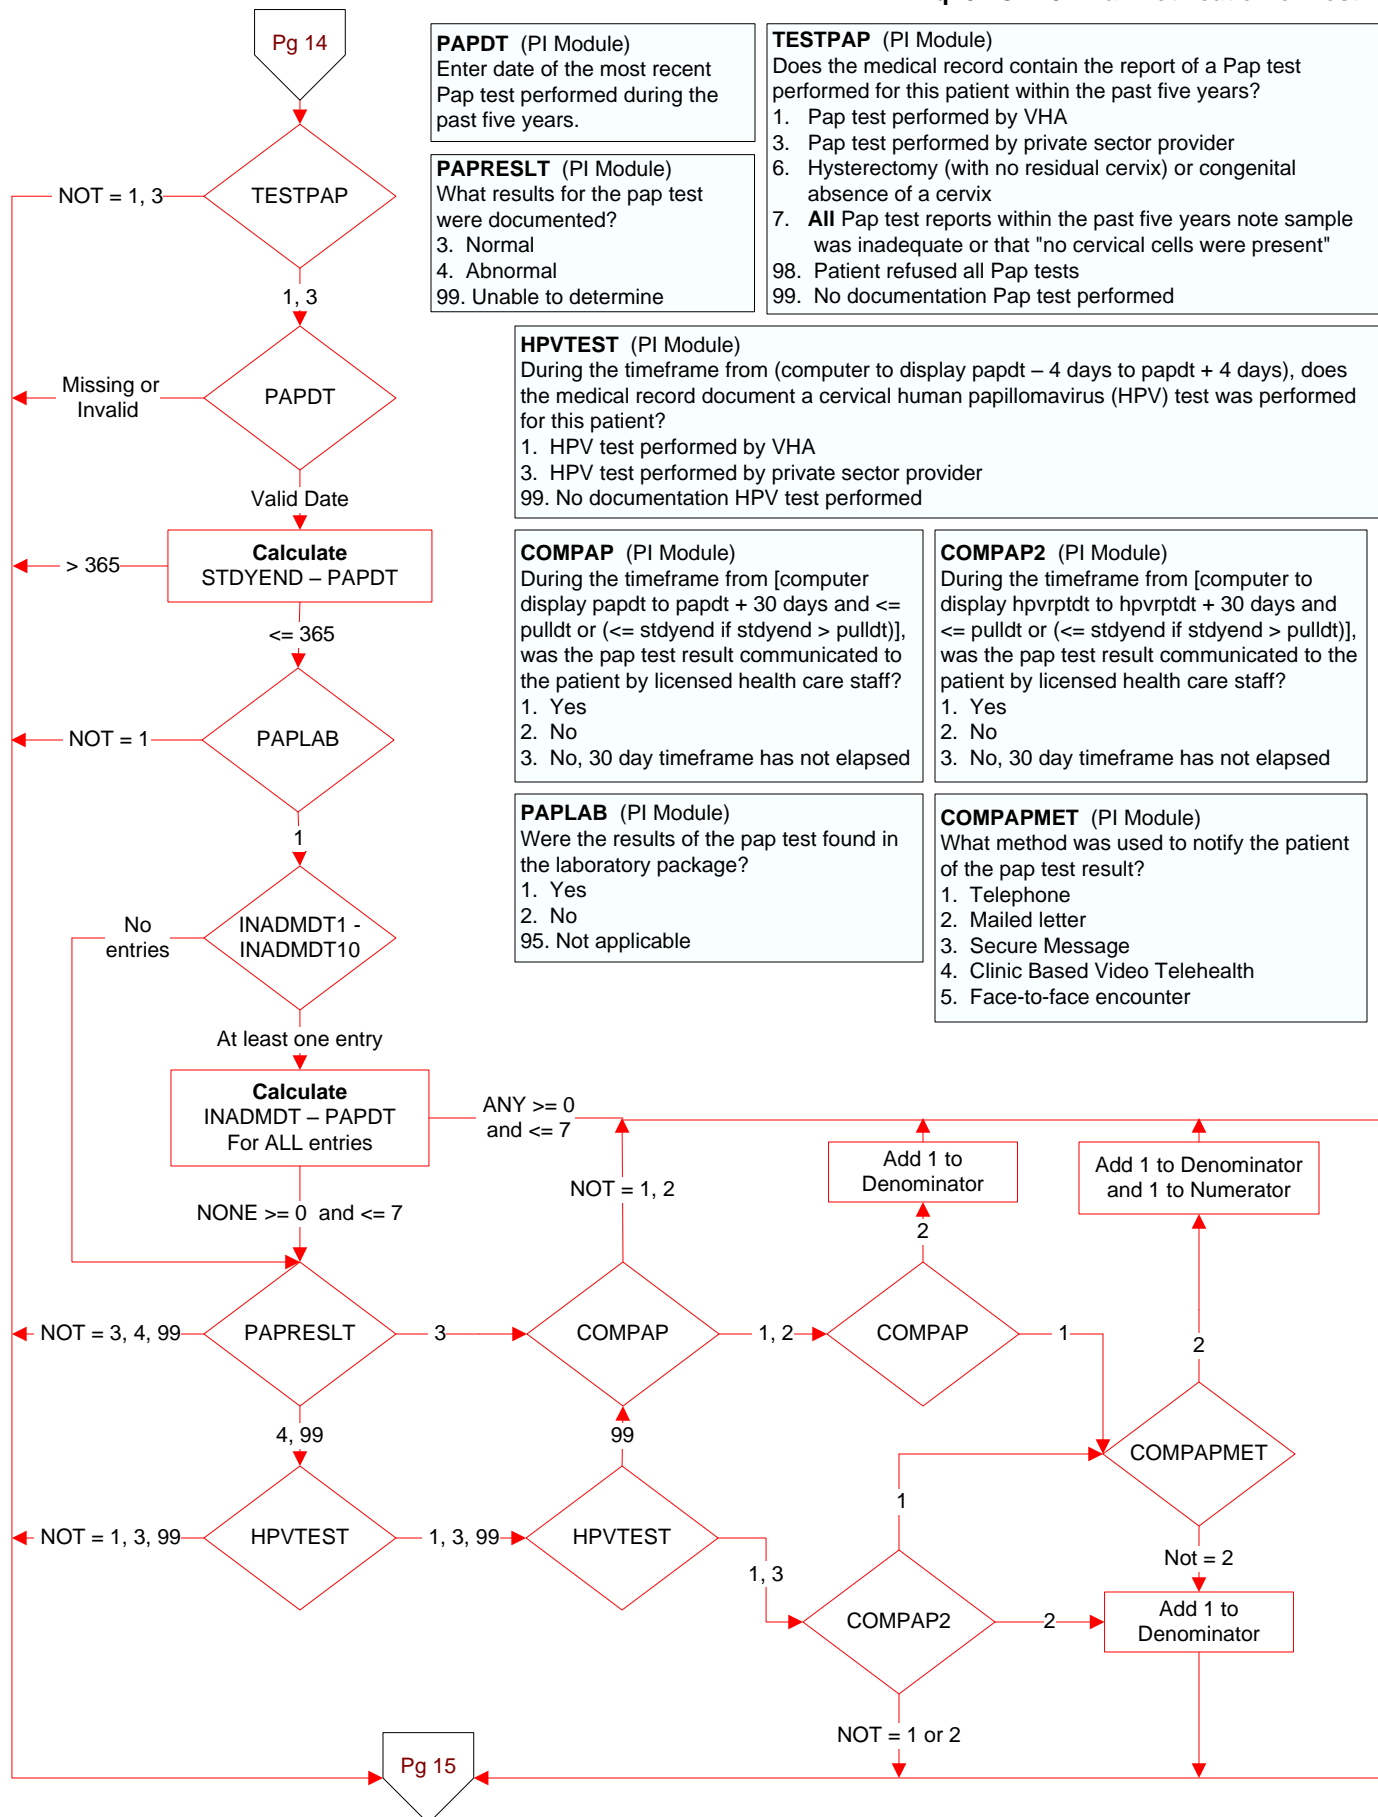 Pg 14
PAPDT (PI Module)
Enter date of the most recent
Pap test performed during the
past five years.
TESTPAP (PI Module)
Does the medical record contain the report of a Pap test
performed for this patient within the past five years?
1. Pap test performed by VHA
3. Pap test performed by private sector provider
6. Hysterectomy (with no residual cervix) or congenital
absence of a cervix
7. All Pap test reports within the past five years note sample
was inadequate or that "no cervical cells were present"
98. Patient refused all Pap tests
99. No documentation Pap test performed
PAPRESLT (PI Module)
What results for the pap test
were documented?
3. Normal
4. Abnormal
99. Unable to determine
NOT = 1, 3
TESTPAP
1, 3
HPVTEST (PI Module)
During the timeframe from (computer to display papdt – 4 days to papdt + 4 days), does
the medical record document a cervical human papillomavirus (HPV) test was performed
for this patient?
1. HPV test performed by VHA
3. HPV test performed by private sector provider
99. No documentation HPV test performed
Missing or
Invalid
PAPDT
Valid Date
Calculate
STDYEND – PAPDT
> 365
<= 365
COMPAP (PI Module)
During the timeframe from [computer
display papdt to papdt + 30 days and <=
pulldt or (<= stdyend if stdyend > pulldt)],
was the pap test result communicated to
the patient by licensed health care staff?
1. Yes
2. No
3. No, 30 day timeframe has not elapsed
COMPAP2 (PI Module)
During the timeframe from [computer to
display hpvrptdt to hpvrptdt + 30 days and
<= pulldt or (<= stdyend if stdyend > pulldt)],
was the pap test result communicated to the
patient by licensed health care staff?
1. Yes
2. No
3. No, 30 day timeframe has not elapsed
NOT = 1
PAPLAB
1
PAPLAB (PI Module)
Were the results of the pap test found in
the laboratory package?
1. Yes
2. No
95. Not applicable
COMPAPMET (PI Module)
What method was used to notify the patient
of the pap test result?
1. Telephone
2. Mailed letter
3. Secure Message
4. Clinic Based Video Telehealth
5. Face-to-face encounter
No
entries
INADMDT1 -
INADMDT10
At least one entry
Calculate
INADMDT – PAPDT
For ALL entries
ANY >= 0
and <= 7
NONE >= 0 and <= 7
NOT = 1, 2
Add 1 to
Denominator
Add 1 to Denominator
and 1 to Numerator
2
2
NOT = 3, 4, 99
PAPRESLT
3
COMPAP
1, 2
COMPAP
1
4, 99
99
COMPAPMET
1
NOT = 1, 3, 99
HPVTEST
1, 3, 99
HPVTEST
1, 3
Not = 2
COMPAP2
2
Add 1 to
Denominator
NOT = 1 or 2
Pg 15